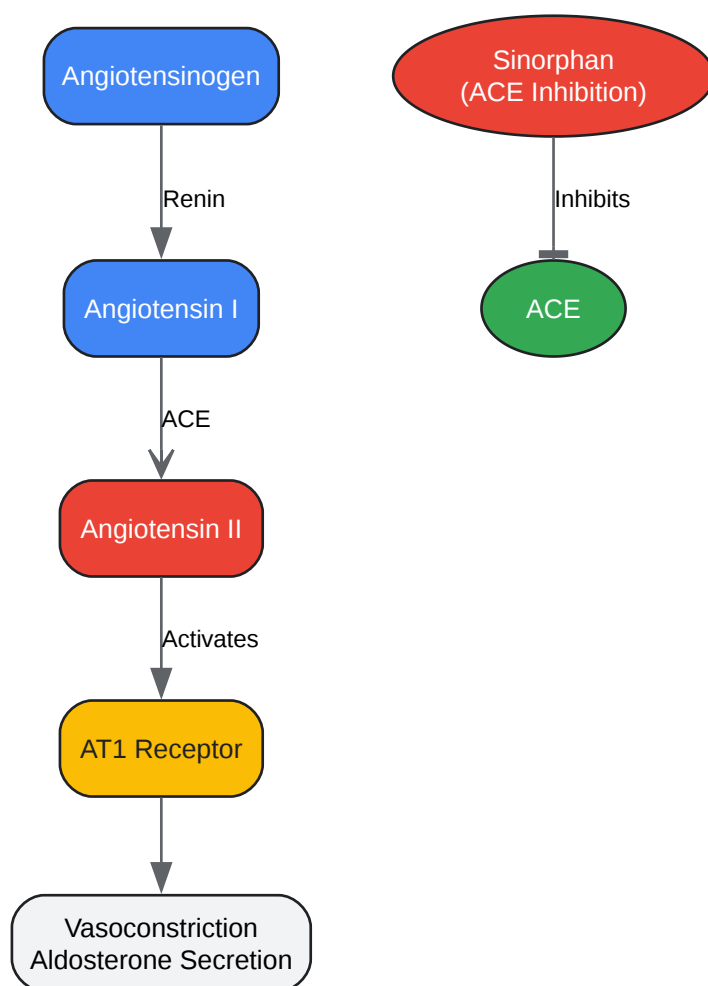 Angiotensinogen
Renin
Angiotensin I
ACE
Angiotensin II
Activates
AT1 Receptor
Vasoconstriction
Aldosterone Secretion
Sinorphan
(ACE Inhibition)
Inhibits
ACE